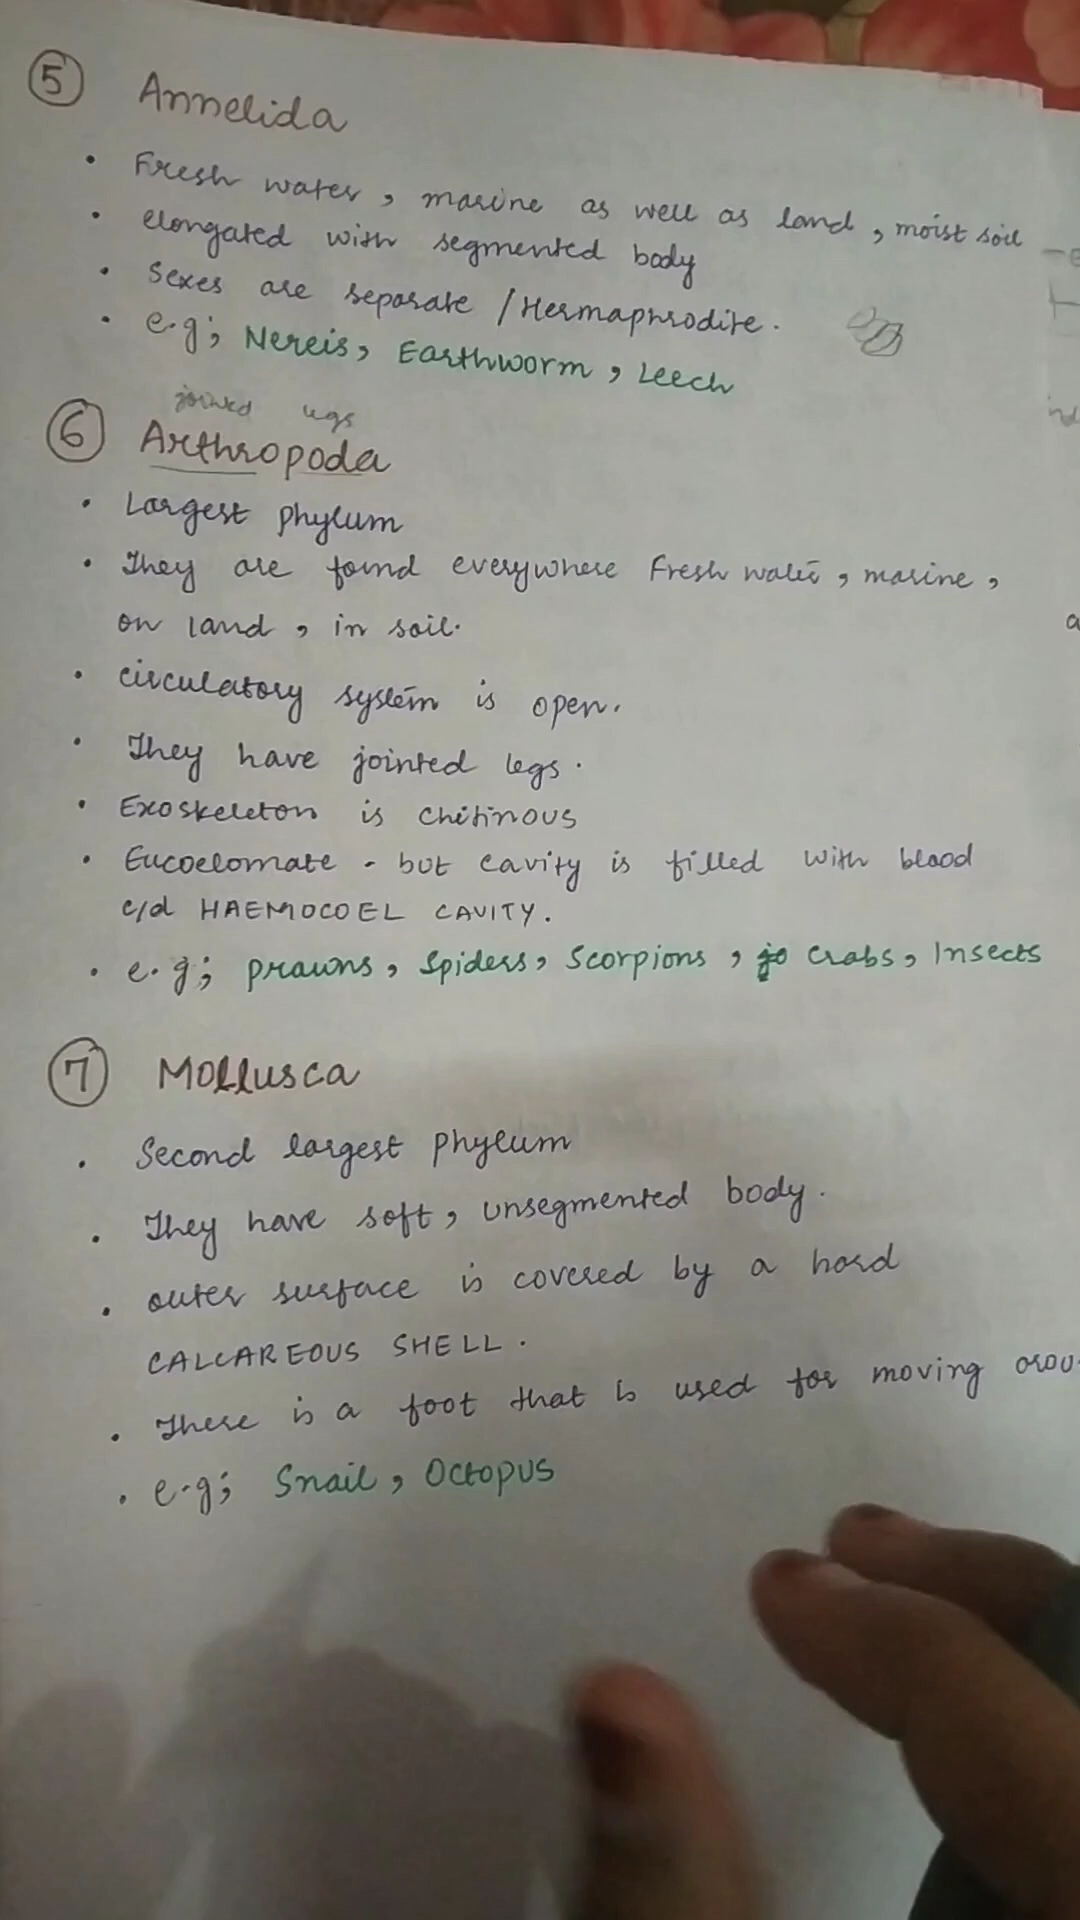 5 Annelida
• Fresh water, marine as well as land, moist soil
• elongated with segmented body
• Sexes are separate / Hermaphrodite.
• e.g; Nereis, Earthworm, Leech
jointed legs
6 Arthropoda
• Largest phylum
• They are found everywhere Fresh water, marine,
on land, in soil.
• circulatory system is open.
• They have jointed legs.
• Exoskeleton is chitinous
• Eucoelomate - but cavity is filled with blood
c/d HAEMOCOEL CAVITY.
• e.g; prawns, Spiders, Scorpions, crabs, Insects
7 Mollusca
• Second largest phylum
• They have soft, unsegmented body.
• outer surface is covered by a hard
CALCAREOUS SHELL.
• There is a foot that is used for moving arou
• e.g; Snail, Octopus